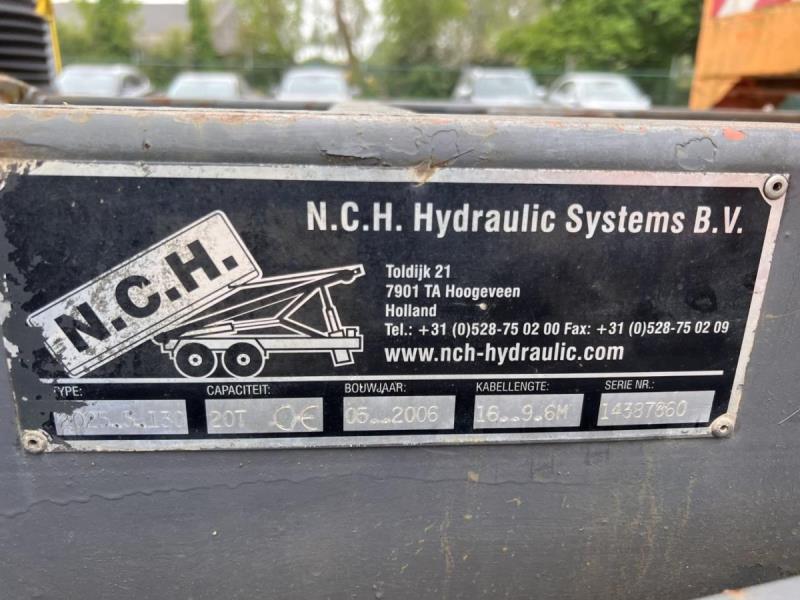 N.C.H. Hydraulic Systems B.V.
N.C.H.
Toldijk 21
7901 TA Hoogeveen
Holland
Tel.: +31 (0)528-75 02 00 Fax: +31 (0)528-75 02 09
www.nch-hydraulic.com
TYPE: CAPACITEIT: BOUWJAAR: KABELLENGTE: SERIE NR.:
20T CE 05..2006 16..9.6M 14387860